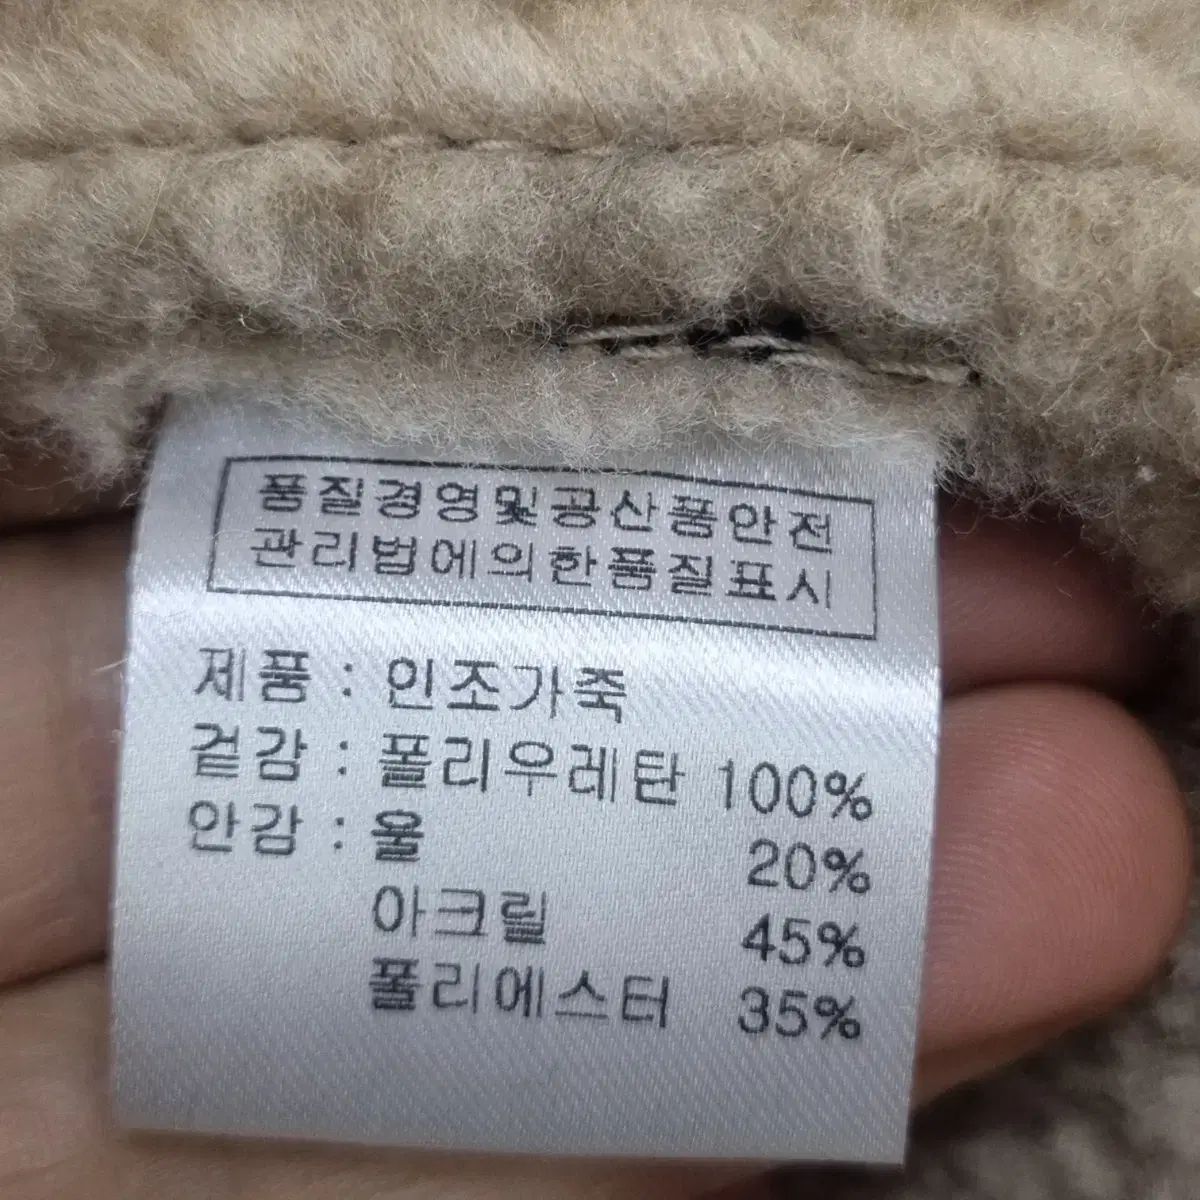 품질경영및공산품안전
관리법에의한품질표시
제품 : 인조가죽
겉감 : 폴리우레탄 100%
안감 : 울 20%
아크릴 45%
폴리에스터 35%